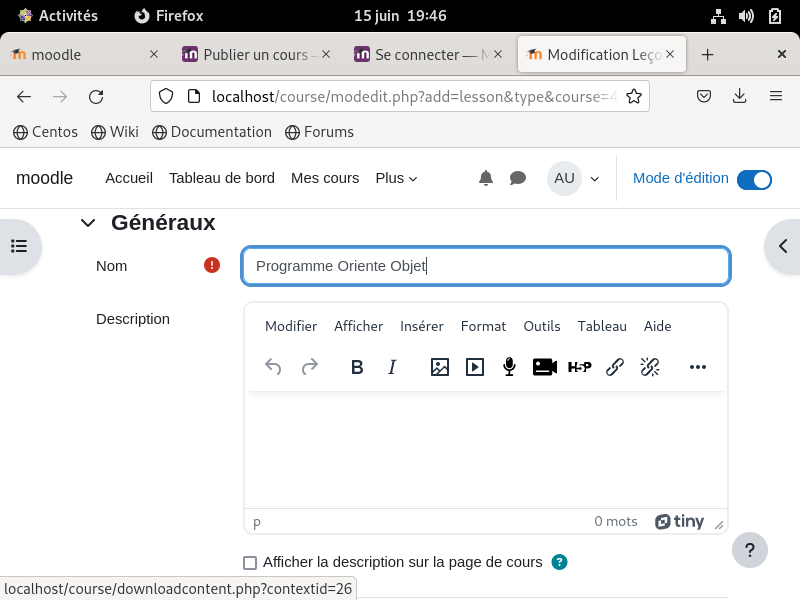 Activités Firefox 15 juin 19:46
moodle Publier un cours Se connecter — Modification Leço
localhost/course/modedit.php?add=lesson&type&course=4
Centos Wiki Documentation Forums
moodle Accueil Tableau de bord Mes cours Plus AU Mode d'édition
Généraux
Nom Programme Oriente Objet
Description
Modifier Afficher Insérer Format Outils Tableau Aide
B I H-P
p 0 mots tiny
Afficher la description sur la page de cours ?
?
localhost/course/downloadcontent.php?contextid=26